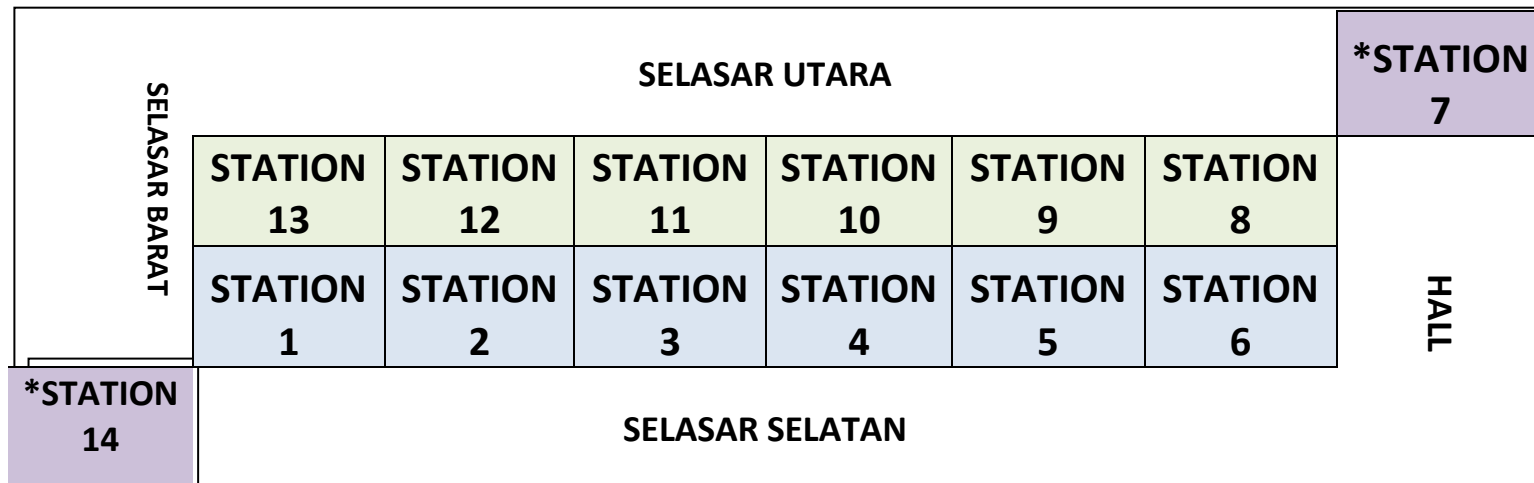 SELASAR UTARA
*STATION
7
SELASAR BARAT
STATION
13
STATION
12
STATION
11
STATION
10
STATION
9
STATION
8
STATION
1
STATION
2
STATION
3
STATION
4
STATION
5
STATION
6
HALL
*STATION
14
SELASAR SELATAN